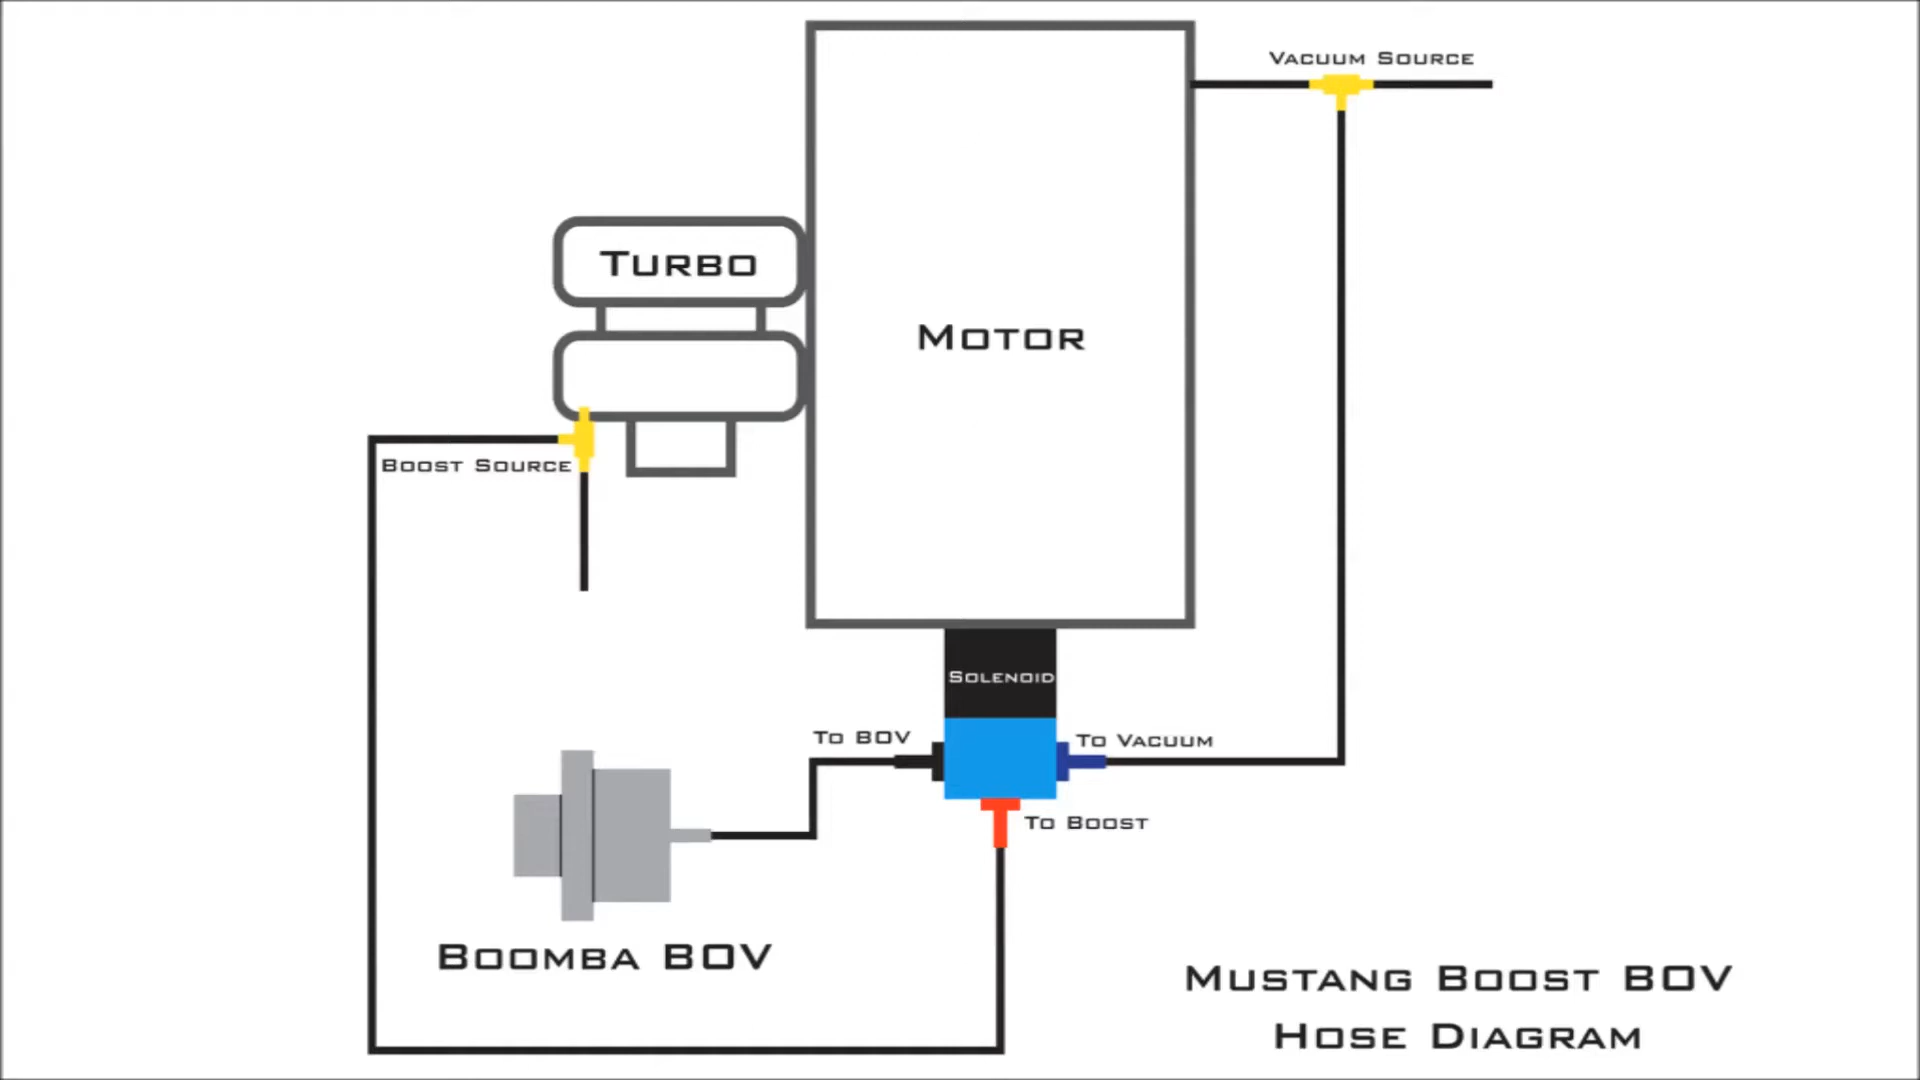 Vacuum Source
Turbo
Motor
Boost Source
Solenoid
To BOV
To Vacuum
To Boost
Boomba BOV
Mustang Boost BOV
Hose Diagram